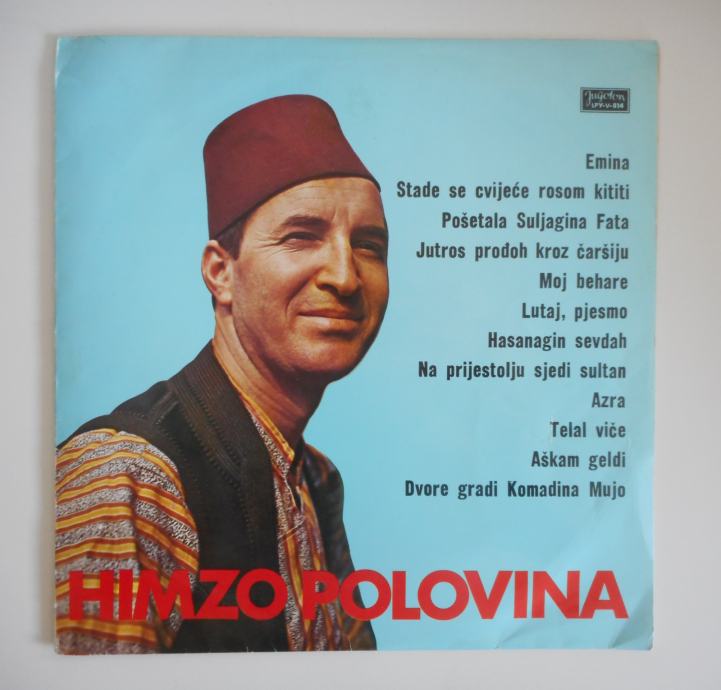 Jugoton
LPY-V-814
Emina
Stade se cvijeće rosom kititi
Pošetala Suljagina Fata
Jutros prođoh kroz čaršiju
Moj behare
Lutaj, pjesmo
Hasanagin sevdah
Na prijestolju sjedi sultan
Azra
Telal viče
Aškam geldi
Dvore gradi Komadina Mujo
HIMZO POLOVINA